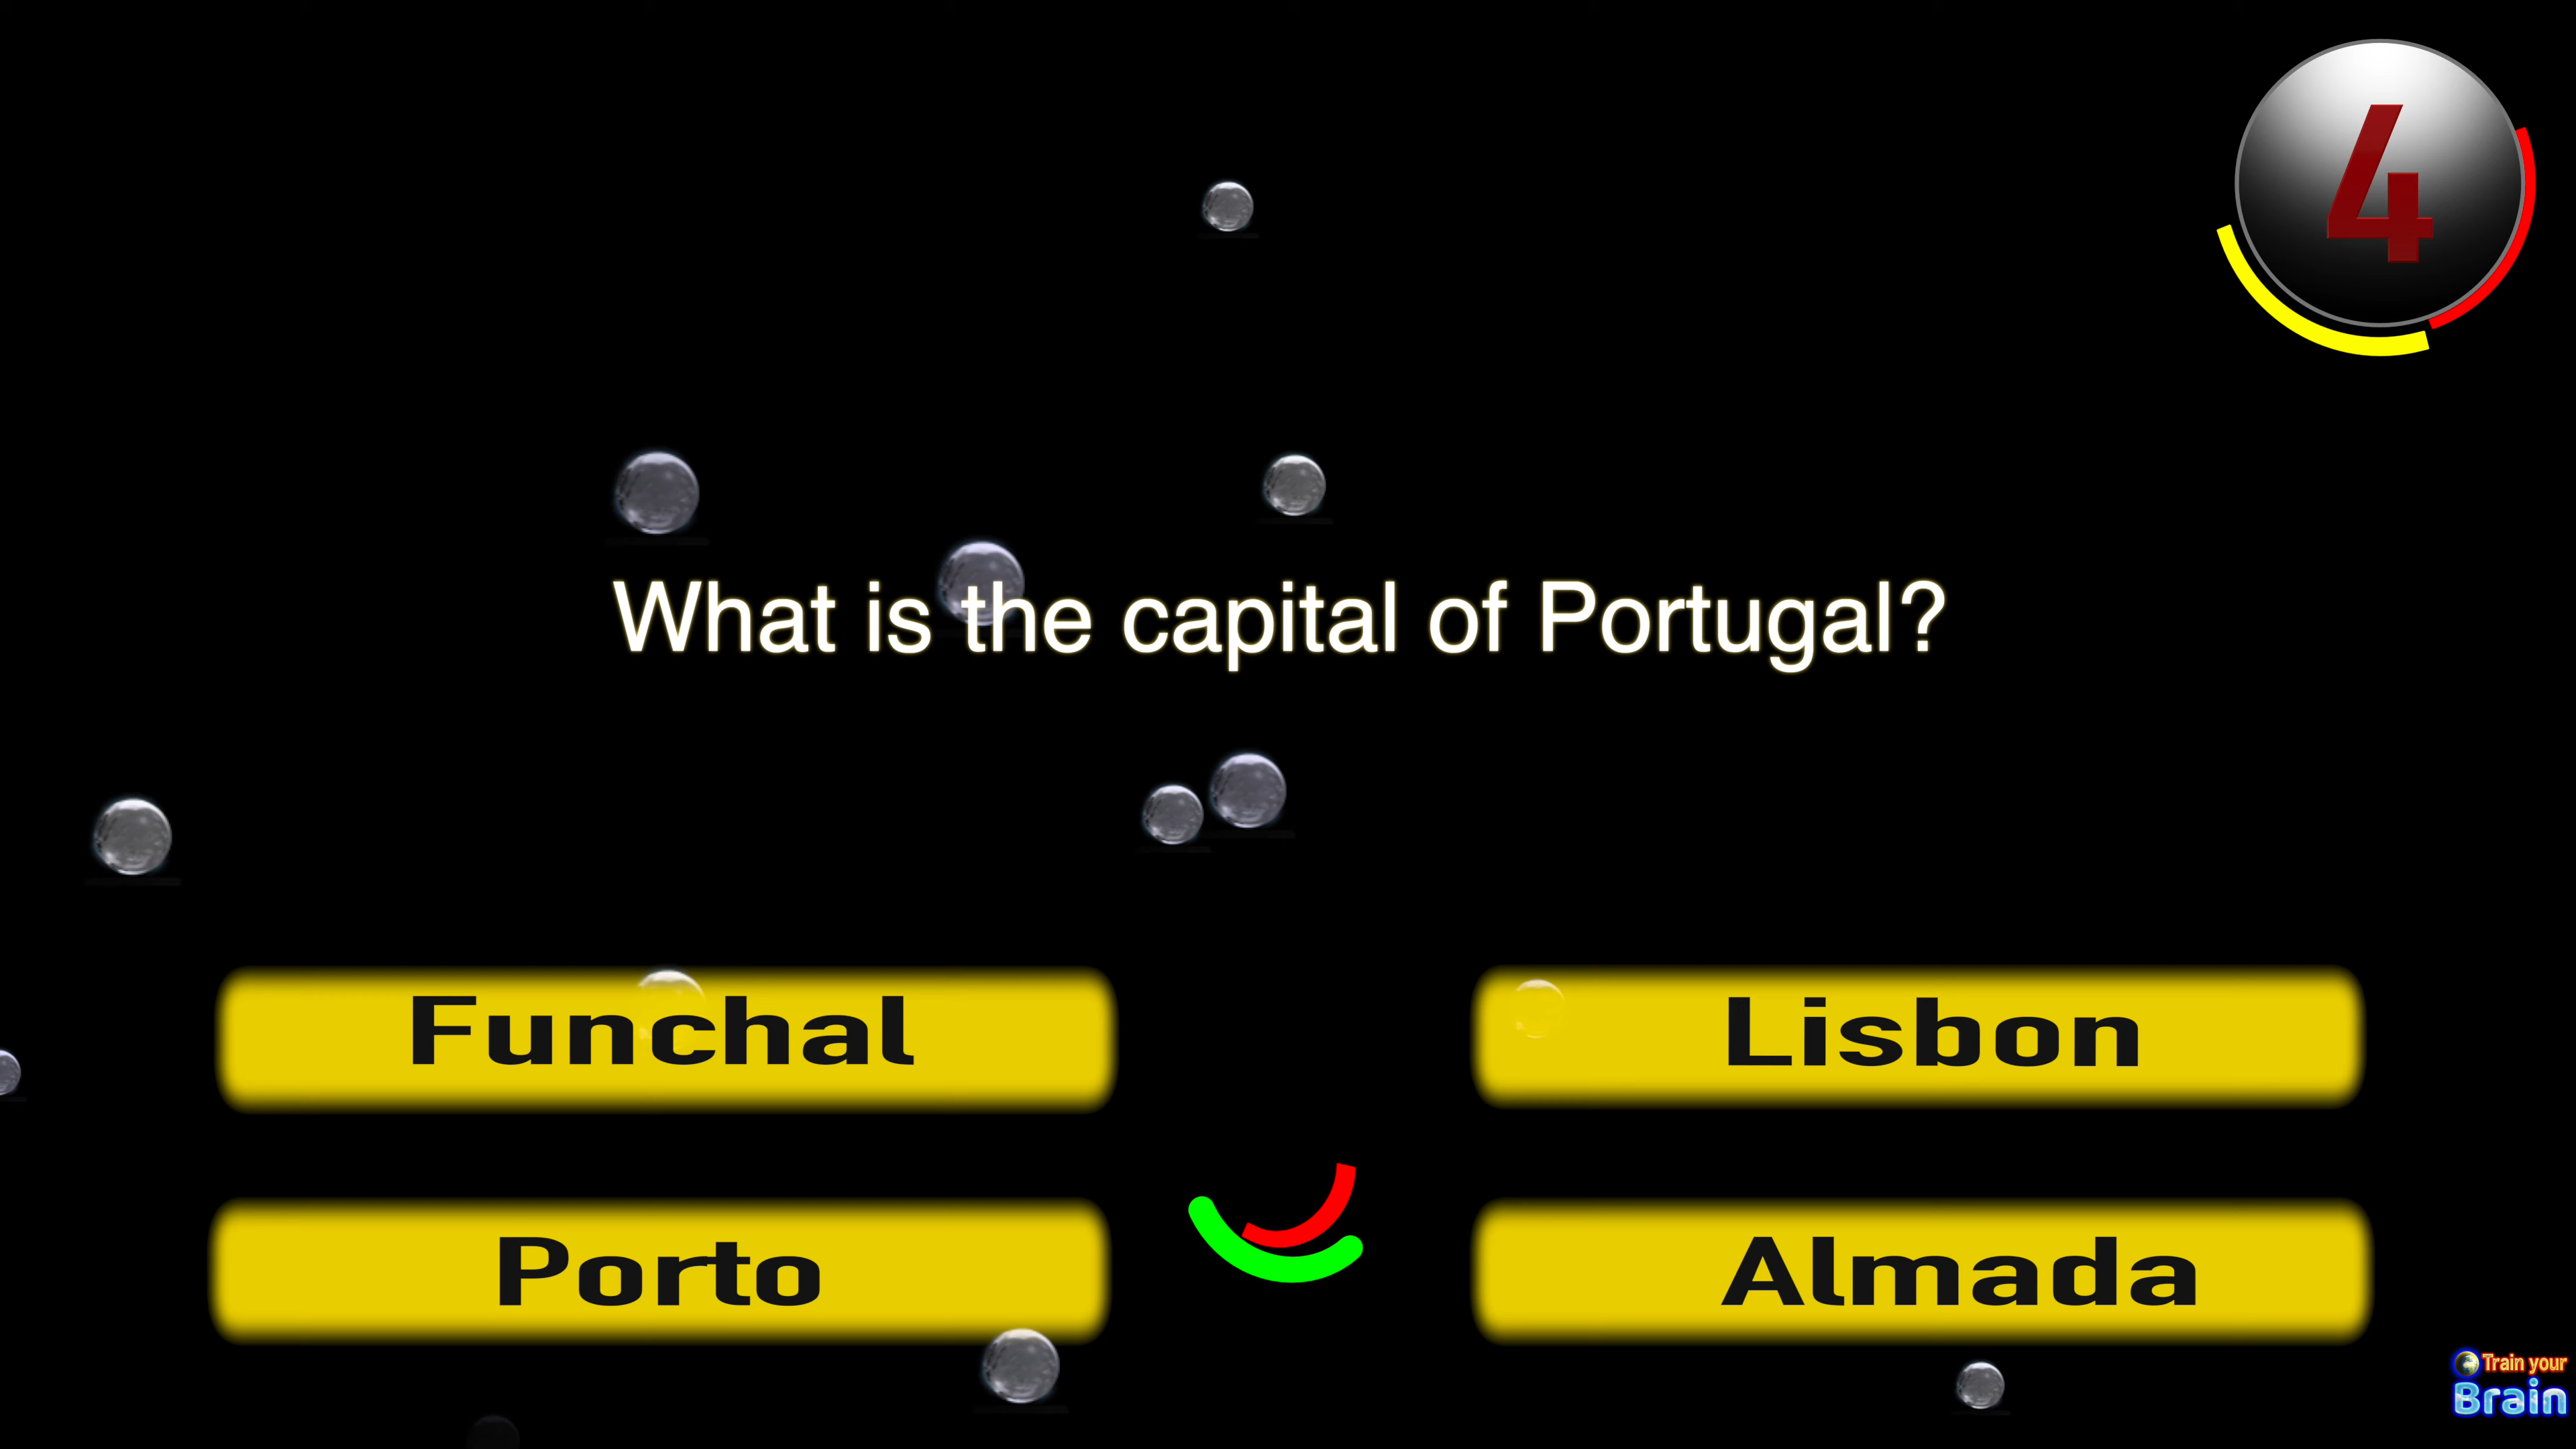 4
What is the capital of Portugal?
Funchal
Lisbon
Porto
Almada
Train your
Brain